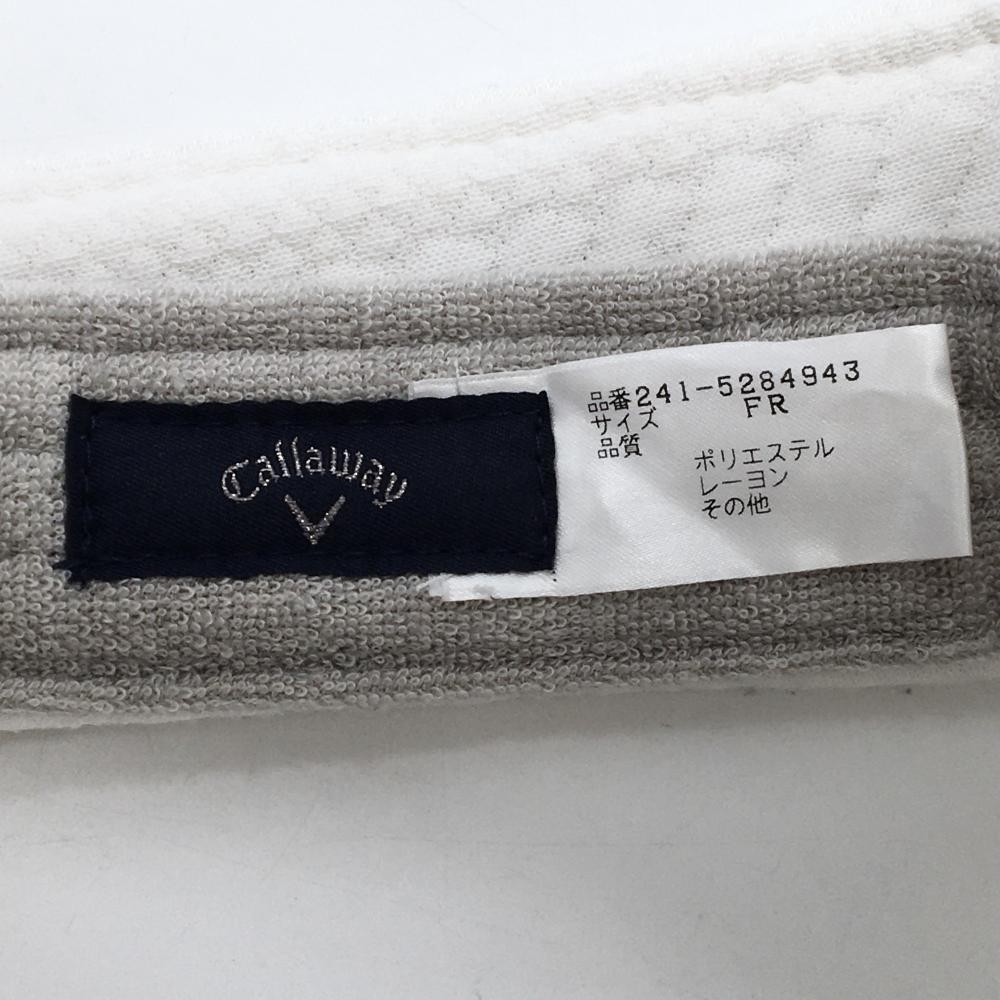 Callaway
品番241-5284943
サイズ FR
品質
ポリエステル
レーヨン
その他